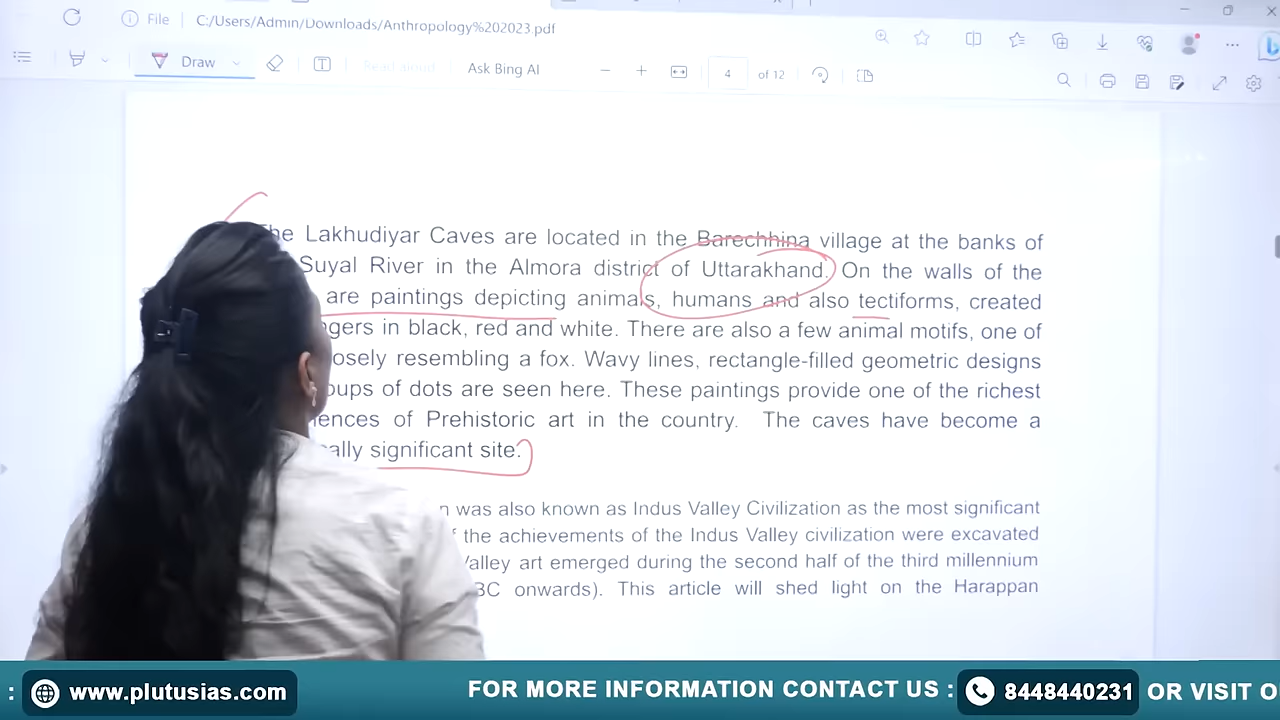 File C:/Users/Admin/Downloads/Anthropology%202023.pdf
Draw Read aloud Ask Bing AI 4 of 12
The Lakhudiyar Caves are located in the Barechhina village at the banks of
Suyal River in the Almora district of Uttarakhand. On the walls of the
are paintings depicting animals, humans and also tectiforms, created
in black, red and white. There are also a few animal motifs, one of
resembling a fox. Wavy lines, rectangle-filled geometric designs
of dots are seen here. These paintings provide one of the richest
of Prehistoric art in the country. The caves have become a
significant site.
was also known as Indus Valley Civilization as the most significant
the achievements of the Indus Valley civilization were excavated
Valley art emerged during the second half of the third millennium
BC onwards). This article will shed light on the Harappan
: www.plutusias.com FOR MORE INFORMATION CONTACT US : 8448440231 OR VISIT O